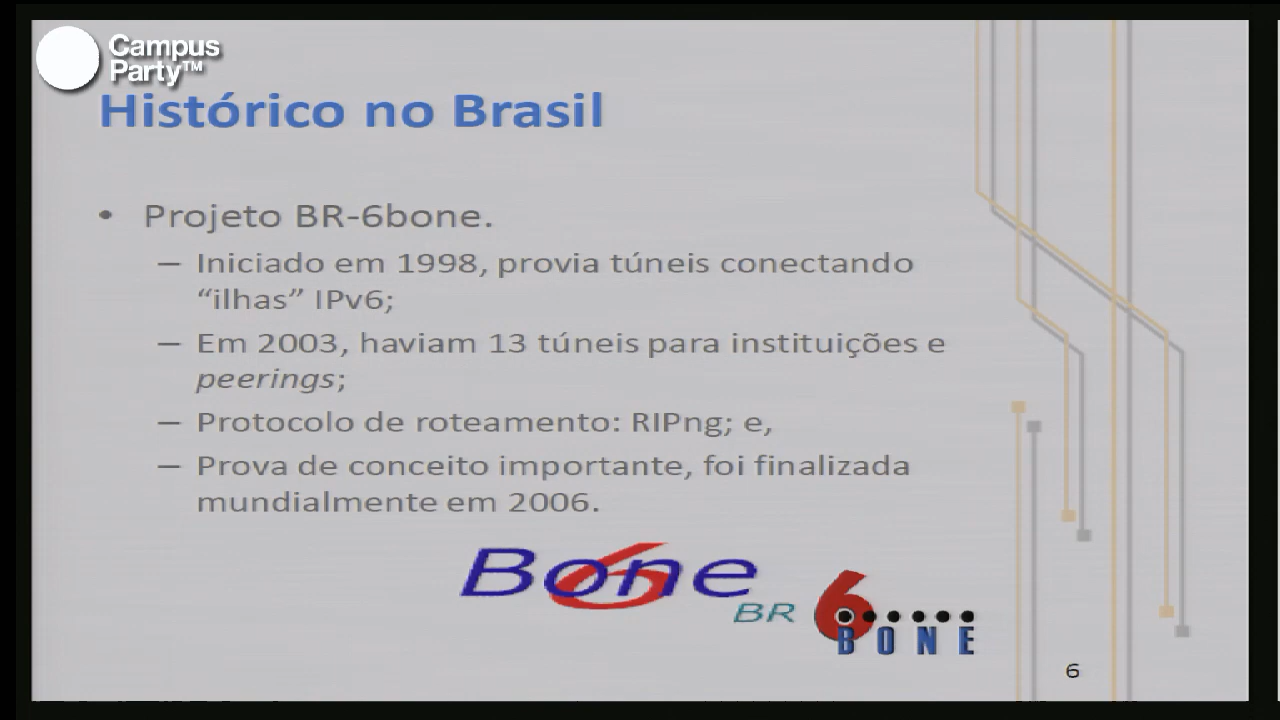 Campus
Party™
Histórico no Brasil
• Projeto BR-6bone.
— Iniciado em 1998, provia túneis conectando
“ilhas” IPv6;
— Em 2003, haviam 13 túneis para instituições e
peerings;
— Protocolo de roteamento: RIPng; e,
— Prova de conceito importante, foi finalizada
mundialmente em 2006.
6
Bone
BR 6
BONE
6